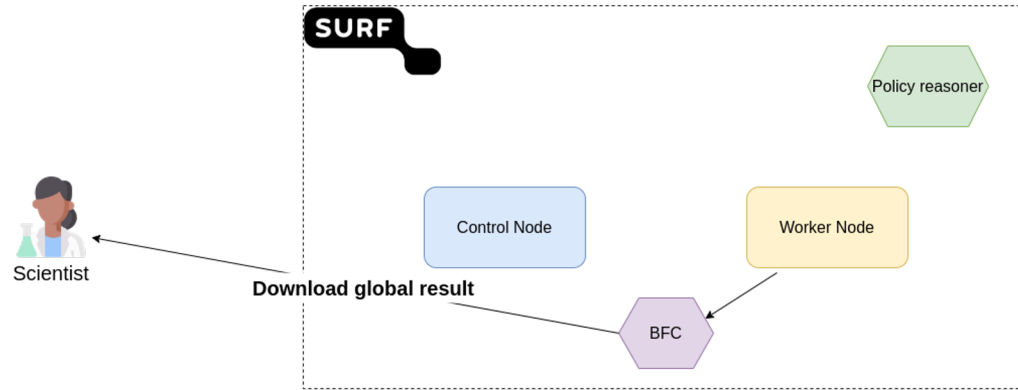 SURF
Policy reasoner
Control Node
Worker Node
Scientist
Download global result
BFC